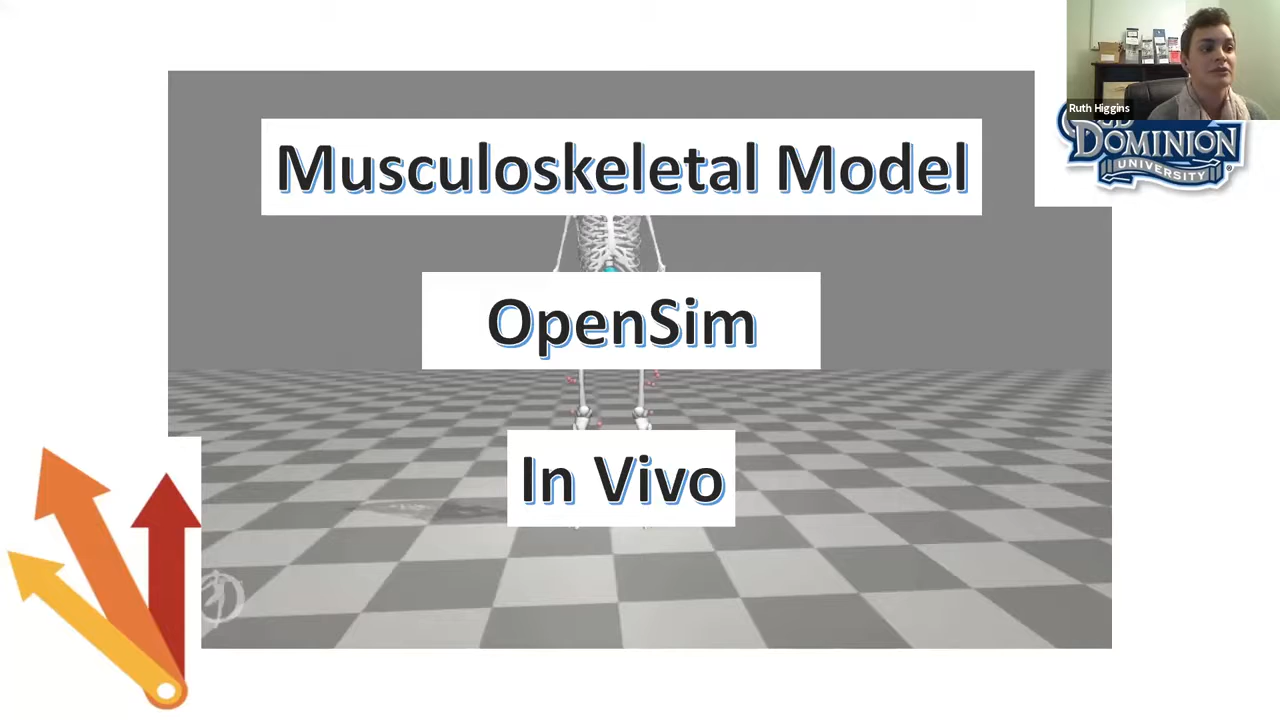 Musculoskeletal Model
OpenSim
In Vivo
Ruth Higgins
DOMINION
UNIVERSITY